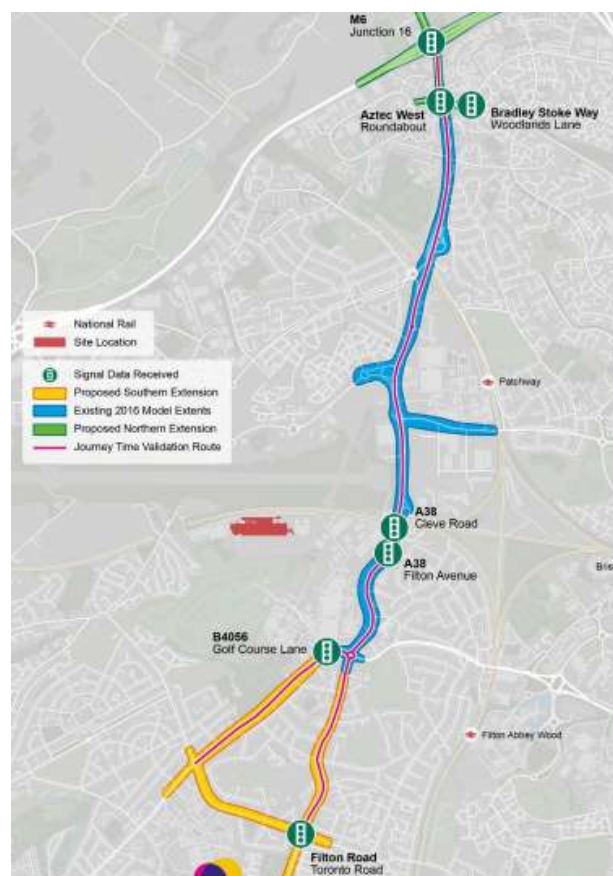 M6
Junction 16
Aztec West
Roundabout
Bradley Stoke Way
Woodlands Lane
National Rail
Site Location
Signal Data Received
Proposed Southern Extension
Existing 2016 Model Extents
Proposed Northern Extension
Journey Time Validation Route
Patchway
A38
Cleve Road
A38
Filton Avenue
Bris
B4056
Golf Course Lane
Filton Abbey Wood
Filton Road
Toronto Road